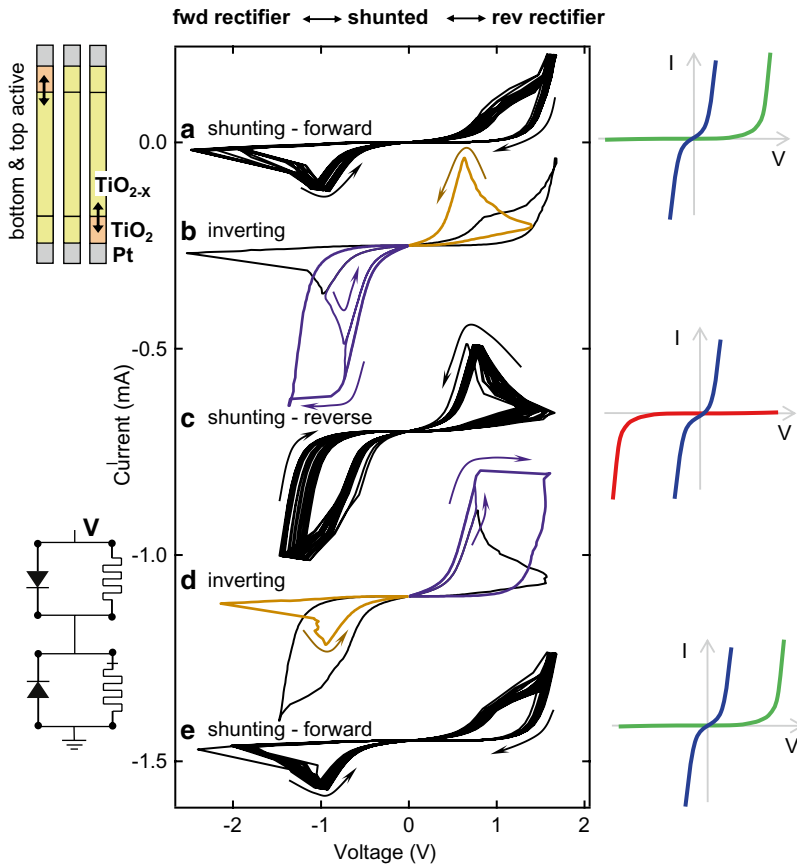 fwd rectifier ↔ shunted ↔ rev rectifier
bottom & top active
TiO2-X
TiO2
Pt
V
Current (mA)
0.0
-0.5
-1.0
-1.5
a shunting - forward
b inverting
c shunting - reverse
d inverting
e shunting - forward
-2
-1
0
1
2
Voltage (V)
I
V
I
V
I
V